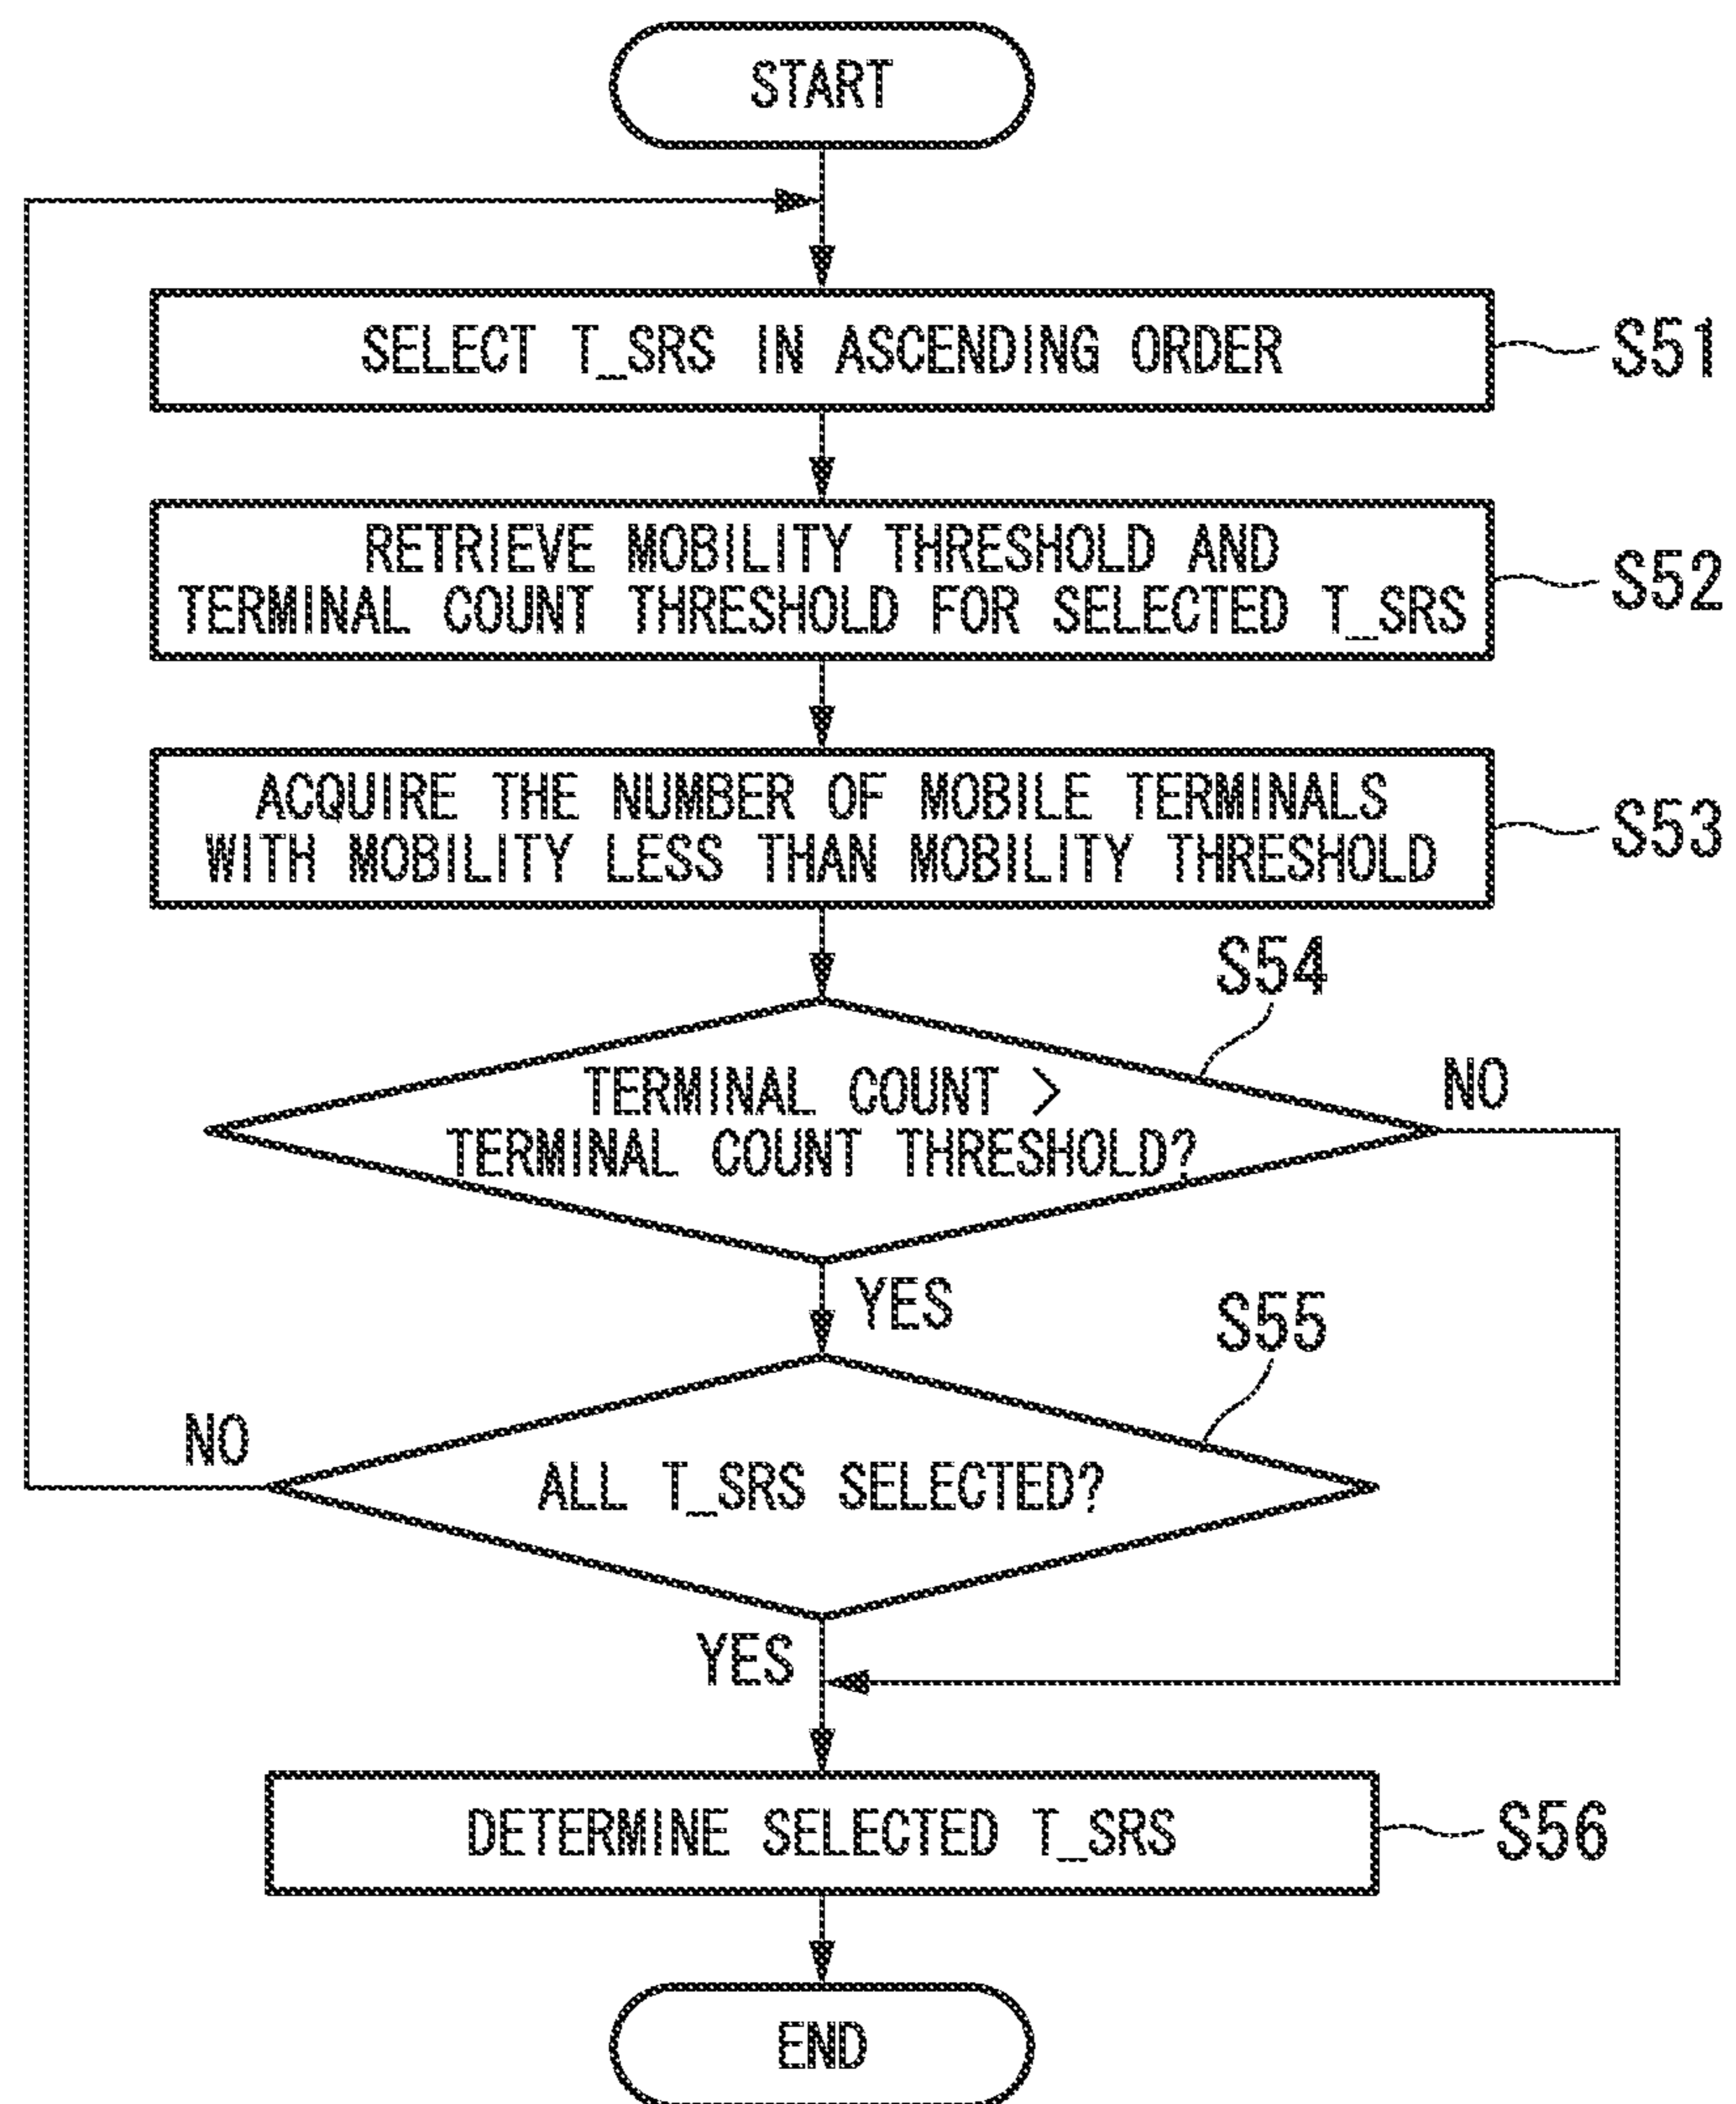 START
SELECT T_SRS IN ASCENDING ORDER
S51
RETRIEVE MOBILITY THRESHOLD AND
TERMINAL COUNT THRESHOLD FOR SELECTED T_SRS
S52
ACQUIRE THE NUMBER OF MOBILE TERMINALS
WITH MOBILITY LESS THAN MOBILITY THRESHOLD
S53
S54
TERMINAL COUNT >
TERMINAL COUNT THRESHOLD?
NO
YES
S55
ALL T_SRS SELECTED?
NO
YES
DETERMINE SELECTED T_SRS
S56
END